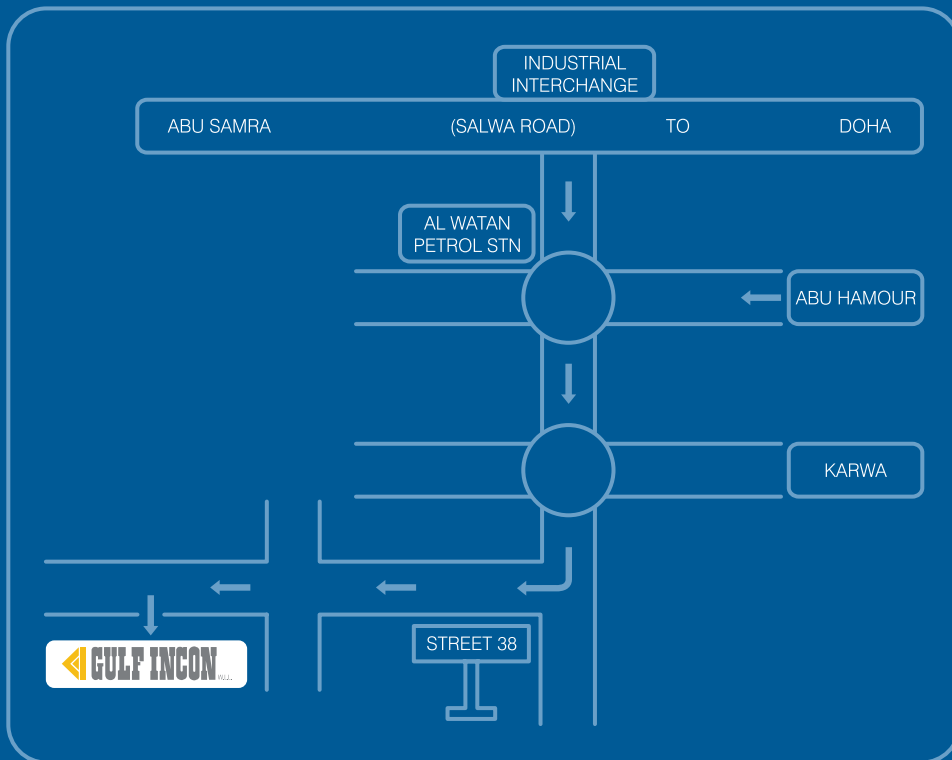 INDUSTRIAL
INTERCHANGE
ABU SAMRA (SALWA ROAD) TO DOHA
AL WATAN
PETROL STN
ABU HAMOUR
KARWA
STREET 38
GULF INCON W.L.L.